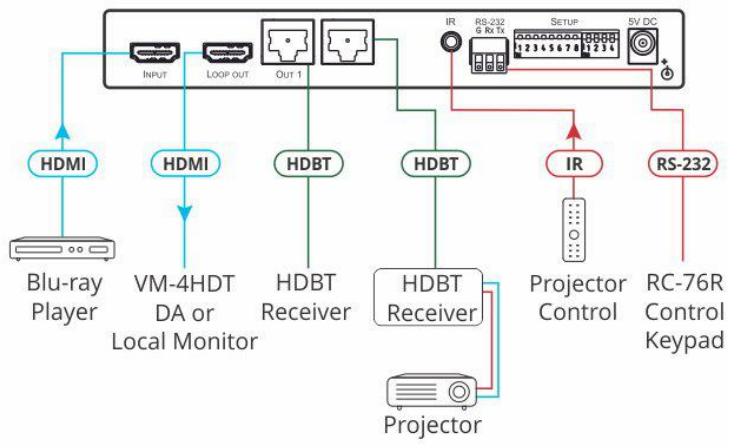 IR RS-232 SETUP 5V DC
G Rx Tx
1 2 3 4 5 6 7 8 1 2 3 4
INPUT LOOP OUT OUT 1
HDMI HDMI HDBT HDBT IR RS-232
Blu-ray
Player
VM-4HDT
DA or
Local Monitor
HDBT
Receiver
HDBT
Receiver
Projector
Control
RC-76R
Control
Keypad
Projector